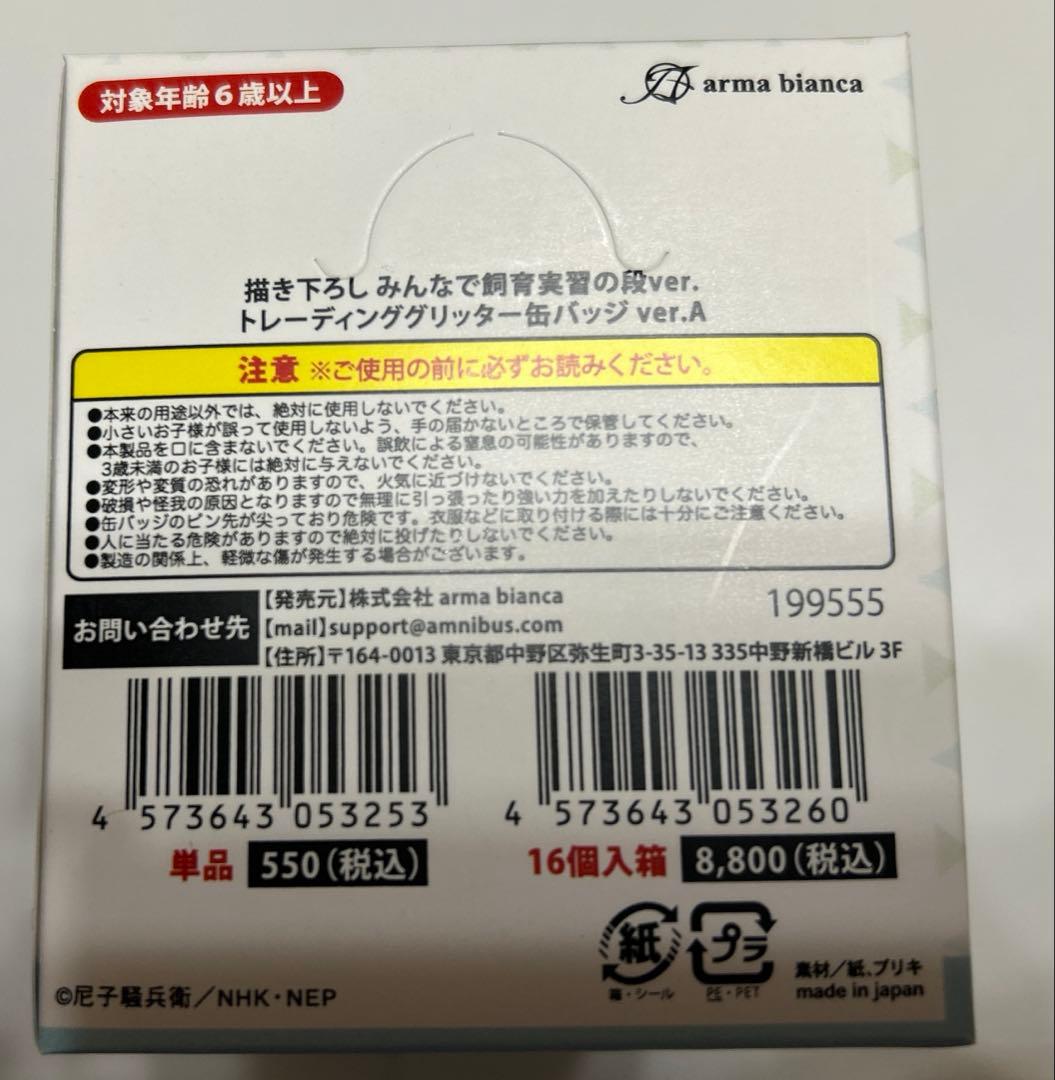 対象年齢6歳以上
arma bianca
描き下ろし みんなで飼育実習の段ver.
トレーディンググリッター缶バッジ ver.A
注意 ※ご使用の前に必ずお読みください。
●本来の用途以外では、絶対に使用しないでください。
●小さいお子様が誤って使用しないよう、手の届かないところで保管してください。
●本製品を口に含まないでください。誤飲による窒息の可能性がありますので、
3歳未満のお子様には絶対に与えないでください。
●変形や変質の恐れがありますので、火気に近づけないでください。
●破損や怪我の原因となりますので無理に引っ張ったり強い力を加えたりしないでください。
●缶バッジのピン先が尖っており危険です。衣服などに取り付ける際には十分にご注意ください。
●人に当たる危険がありますので絶対に投げたりしないでください。
●製造の関係上、軽微な傷が発生する場合がございます。
お問い合わせ先
【発売元】株式会社 arma bianca
199555
【mail】support@amnibus.com
【住所】〒164-0013 東京都中野区弥生町3-35-13 335中野新橋ビル 3F
4 573643 053253
4 573643 053260
単品 550(税込)
16個入箱 8,800(税込)
紙
プラ
箱・シール
PE・PET
素材/紙、ブリキ
made in japan
©尼子騒兵衛/NHK・NEP